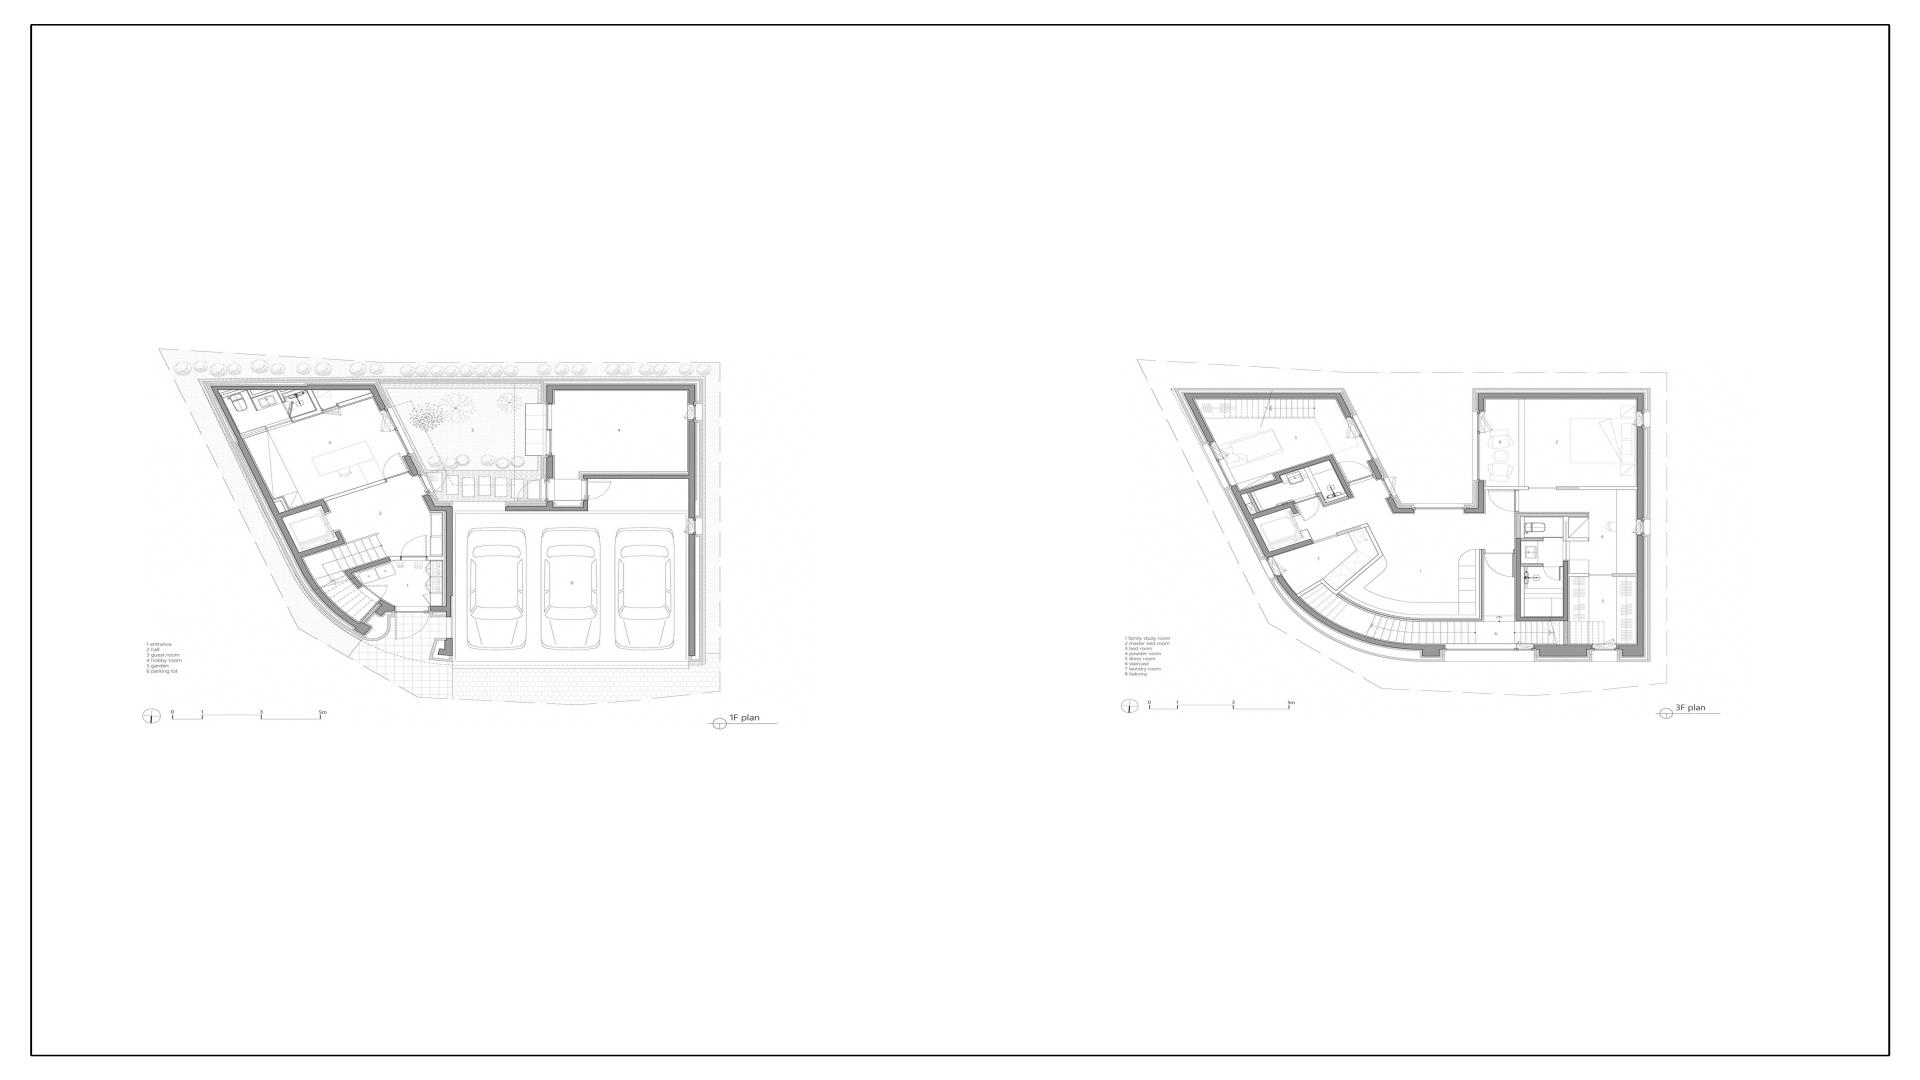 3
4
5
2
6
1
1 entrance
2 hall
3 guest room
4 hobby room
5 garden
6 parking lot
0 1 3 5m
1F plan
3
8
2
4
7
1
5
6
1 family study room
2 master bed room
3 bed room
4 powder room
5 dress room
6 staircase
7 laundry room
8 balcony
0 1 3 5m
3F plan